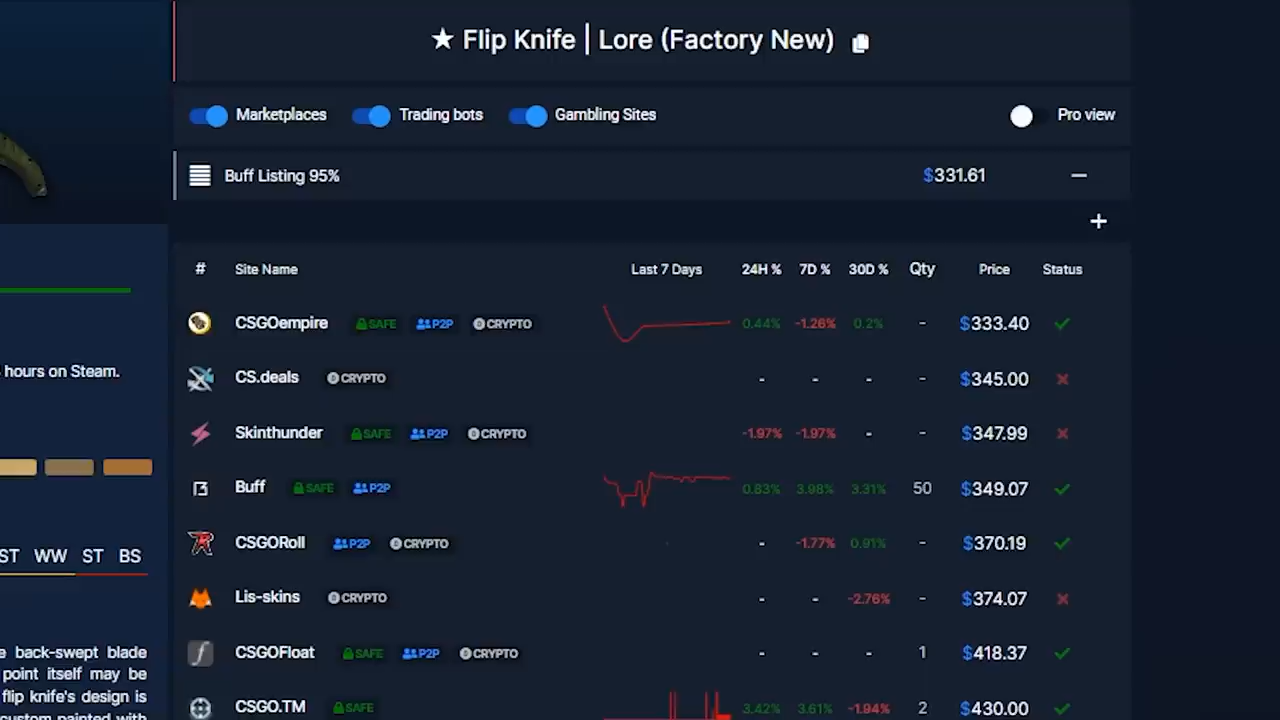 ★ Flip Knife | Lore (Factory New)
Marketplaces Trading bots Gambling Sites Pro view
Buff Listing 95% $331.61
# Site Name Last 7 Days 24H % 7D % 30D % Qty Price Status
CSGOempire SAFE P2P CRYPTO 0.44% -1.26% 0.2% - $333.40
CS.deals CRYPTO - - - - $345.00
hours on Steam.
Skinthunder SAFE P2P CRYPTO -1.97% -1.97% - - $347.99
Buff SAFE P2P 0.83% 3.98% 3.31% 50 $349.07
CSGORoll P2P CRYPTO - -1.77% 0.91% - $370.19
ST WW ST BS
Lis-skins CRYPTO - - -2.76% - $374.07
CSGOFloat SAFE P2P CRYPTO - - - 1 $418.37
CSGO.TM SAFE 3.42% 3.61% -1.94% 2 $430.00
back-swept blade
point itself may be
flip knife's design is
custom painted with